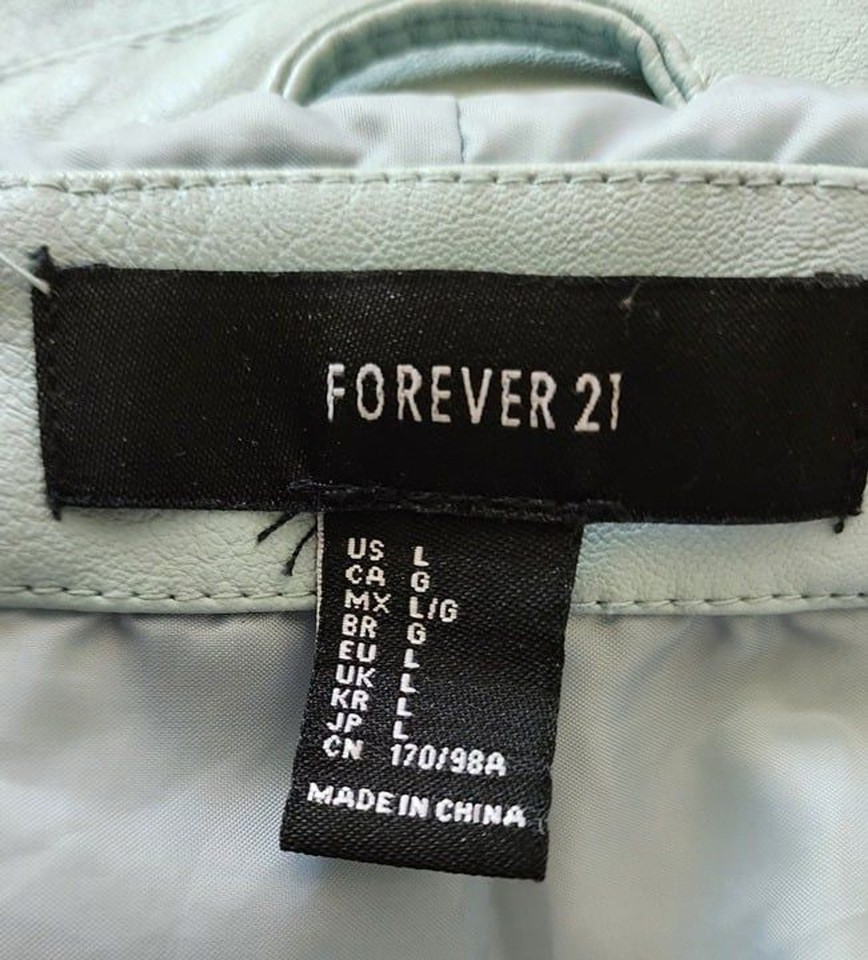 FOREVER 21
US L
CA G
MX L/G
BR G
EU L
UK L
KR L
JP L
CN 170/98A
MADE IN CHINA